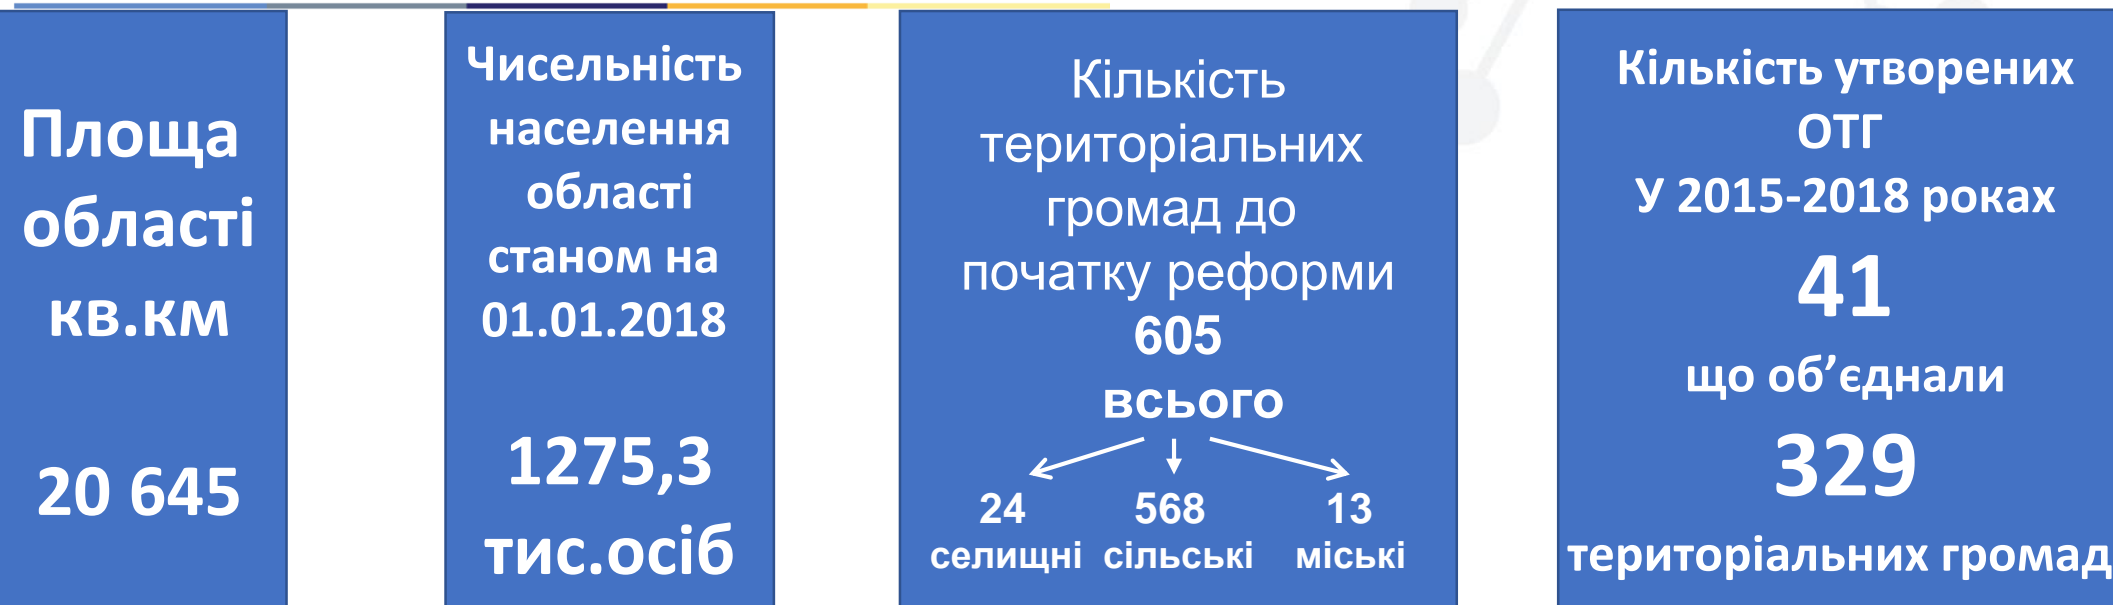 Площа
області
кв.км
20 645
Чисельність
населення
області
станом на
01.01.2018
1275,3
тис.осіб
Кількість
територіальних
громад до
початку реформи
605
всього
24 568 13
селищні сільські міські
Кількість утворених
ОТГ
У 2015-2018 роках
41
що об’єднали
329
територіальних громад